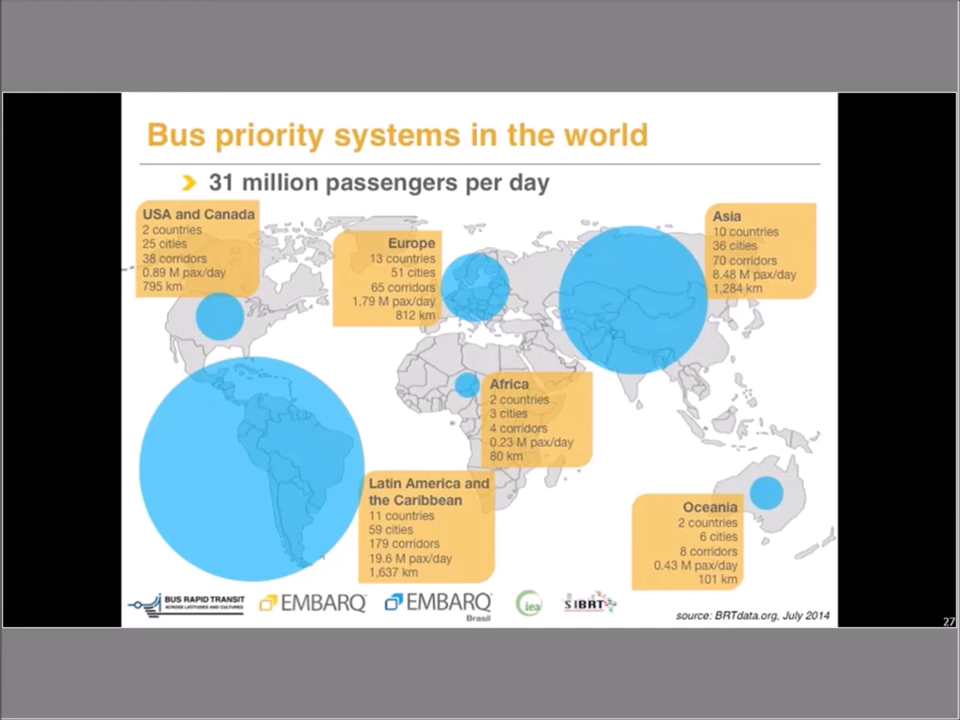 Bus priority systems in the world
31 million passengers per day
USA and Canada
2 countries
25 cities
38 corridors
0.89 M pax/day
795 km
Europe
13 countries
51 cities
65 corridors
1.79 M pax/day
812 km
Asia
10 countries
36 cities
70 corridors
8.48 M pax/day
1,284 km
Africa
2 countries
3 cities
4 corridors
0.23 M pax/day
80 km
Latin America and
the Caribbean
11 countries
59 cities
179 corridors
19.6 M pax/day
1,637 km
Oceania
2 countries
6 cities
8 corridors
0.43 M pax/day
101 km
BUS RAPID TRANSIT
ACROSS LATITUDES AND CULTURES
EMBARQ
EMBARQ
Brasil
iea
SIBRT
source: BRTdata.org, July 2014
27